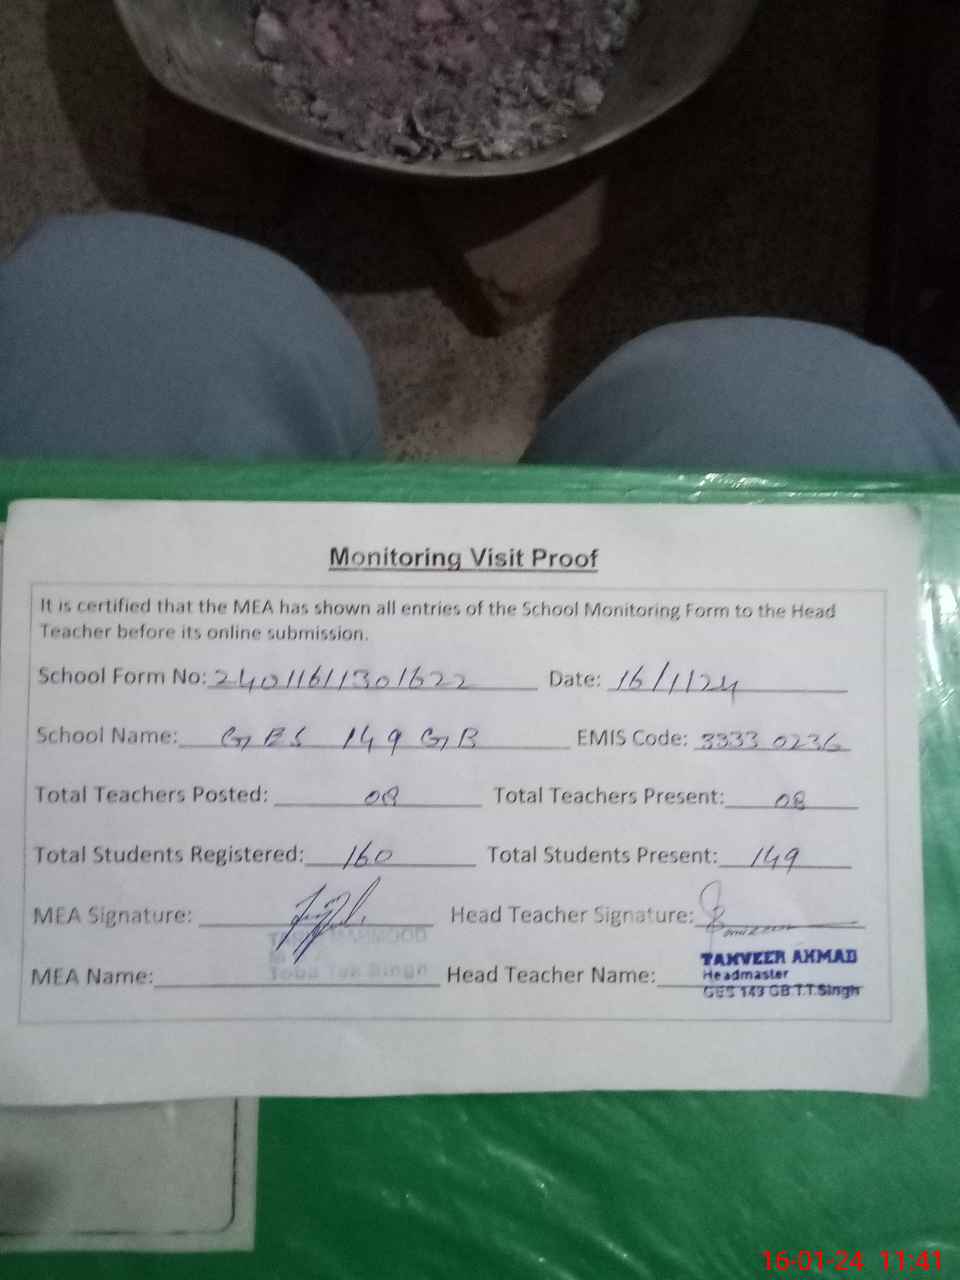 Monitoring Visit Proof
It is certified that the MEA has shown all entries of the School Monitoring Form to the Head
Teacher before its online submission.
School Form No: 24011611301622 Date: 16/1/24
School Name: GES 149 GB EMIS Code: 33330236
Total Teachers Posted: 08 Total Teachers Present: 08
Total Students Registered: 160 Total Students Present: 149
MEA Signature: Head Teacher Signature:
MAHMOOD
MEA Name: Toba Tek Singh Head Teacher Name: TANVEER AHMAD
Headmaster
GES 149 GB.T.T.Singh
16-01-24 11:41